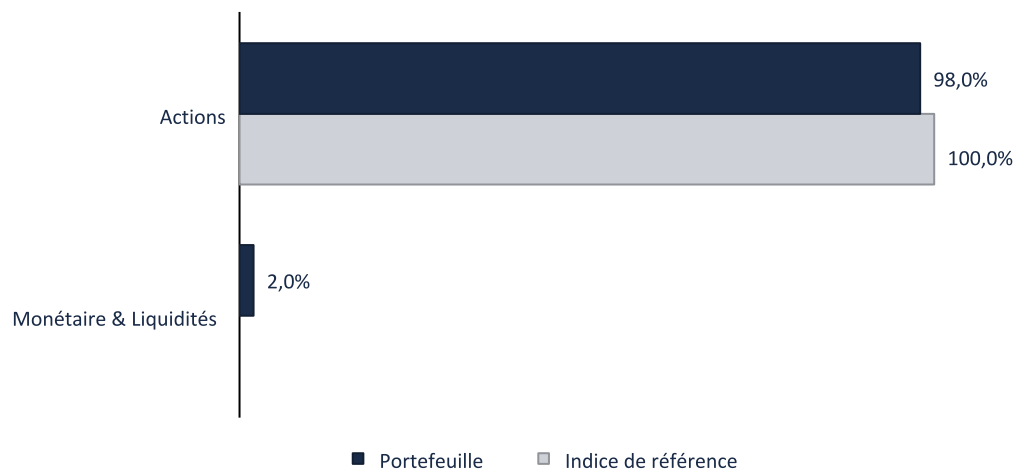 98,0%
Actions
100,0%
2,0%
Monétaire & Liquidités
Portefeuille
Indice de référence